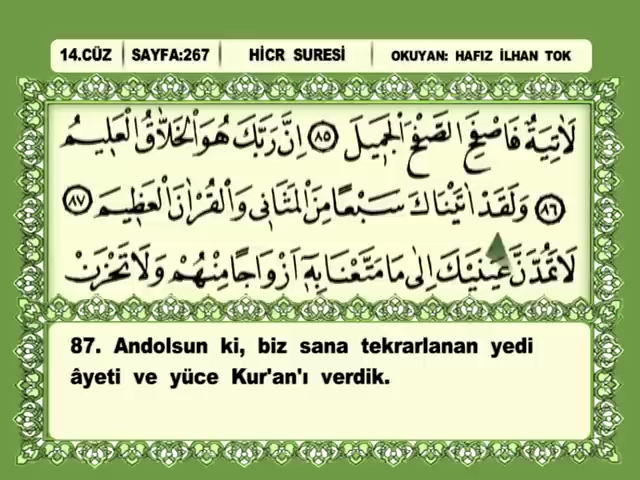 14.CÜZ SAYFA:267 HİCR SURESİ OKUYAN: HAFIZ İLHAN TOK
لَاٰتِيَةٌ فَاصْفَحِ الصَّفْحَ الْجَمٖيلَ ﴿٨٥﴾ اِنَّ رَبَّكَ هُوَ الْخَلَّاقُ الْعَلٖيمُ
﴿٨٦﴾ وَلَقَدْ اٰتَيْنَاكَ سَبْعًا مِنَ الْمَثَانٖى وَالْقُرْاٰنَ الْعَظٖيمَ ﴿٨٧﴾
لَا تَمُدَّنَّ عَيْنَيْكَ اِلٰى مَا مَتَّعْنَا بِهٖٓ اَزْوَاجًا مِنْهُمْ وَلَا تَحْزَنْ
87. Andolsun ki, biz sana tekrarlanan yedi
âyeti ve yüce Kur'an'ı verdik.